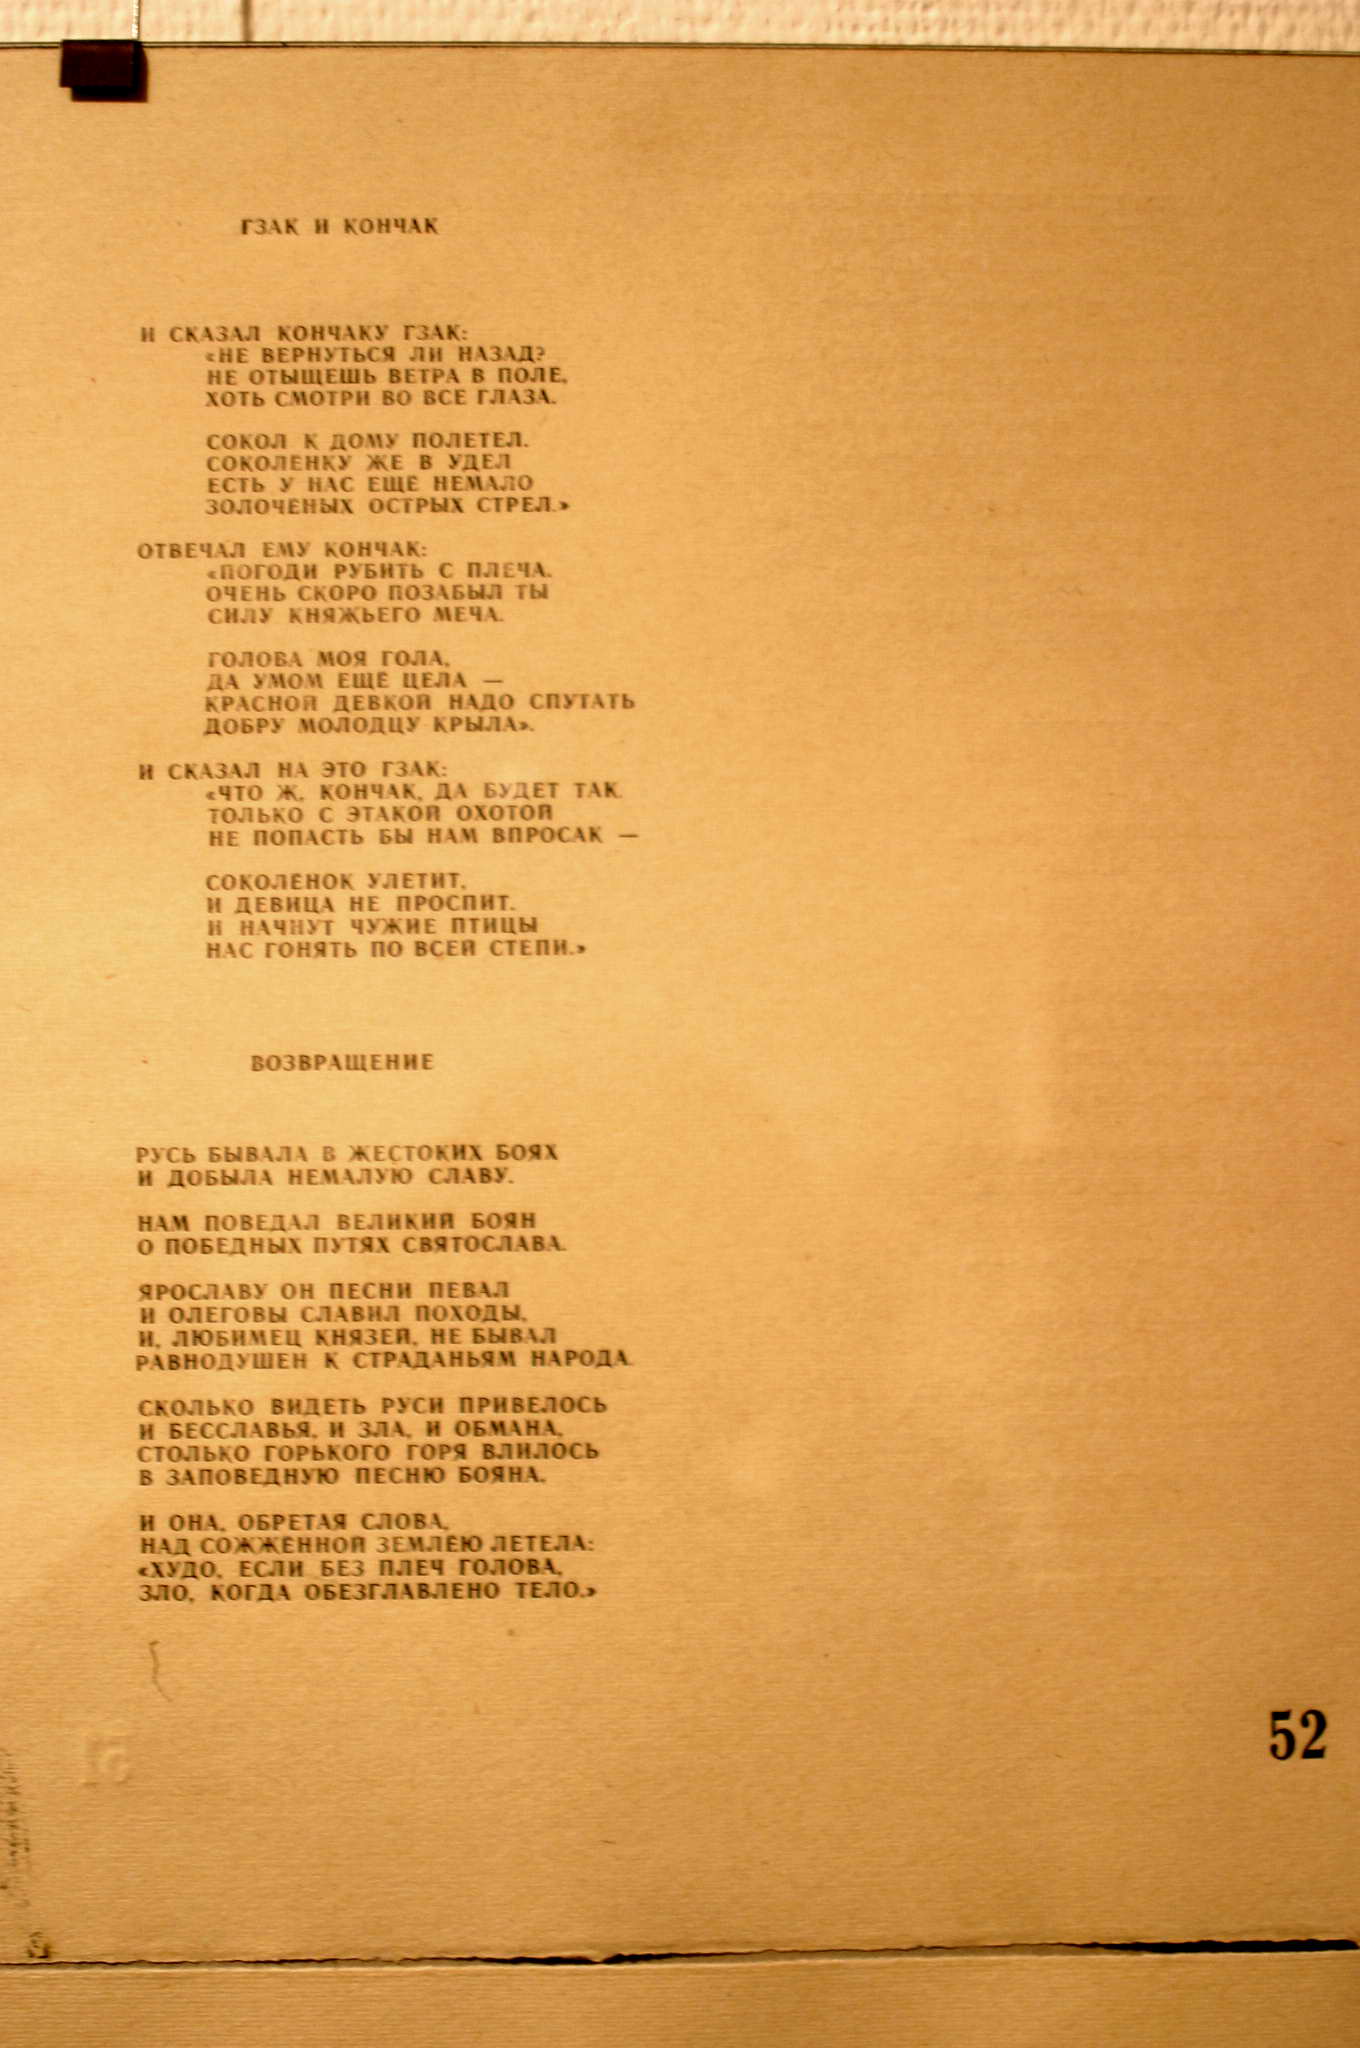 ГЗАК И КОНЧАК
И СКАЗАЛ КОНЧАКУ ГЗАК:
«НЕ ВЕРНУТЬСЯ ЛИ НАЗАД?
НЕ ОТЫЩЕШЬ ВЕТРА В ПОЛЕ,
ХОТЬ СМОТРИ ВО ВСЕ ГЛАЗА.
СОКОЛ К ДОМУ ПОЛЕТЕЛ.
СОКОЛЕНКУ ЖЕ В УДЕЛ
ЕСТЬ У НАС ЕЩЕ НЕМАЛО
ЗОЛОЧЕНЫХ ОСТРЫХ СТРЕЛ.»
ОТВЕЧАЛ ЕМУ КОНЧАК:
«ПОГОДИ РУБИТЬ С ПЛЕЧА.
ОЧЕНЬ СКОРО ПОЗАБЫЛ ТЫ
СИЛУ КНЯЖЬЕГО МЕЧА.
ГОЛОВА МОЯ ГОЛА,
ДА УМОМ ЕЩЕ ЦЕЛА —
КРАСНОЙ ДЕВКОЙ НАДО СПУТАТЬ
ДОБРУ МОЛОДЦУ КРЫЛА».
И СКАЗАЛ НА ЭТО ГЗАК:
«ЧТО Ж, КОНЧАК, ДА БУДЕТ ТАК.
ТОЛЬКО С ЭТАКОЙ ОХОТОЙ
НЕ ПОПАСТЬ БЫ НАМ ВПРОСАК —
СОКОЛЕНОК УЛЕТИТ,
И ДЕВИЦА НЕ ПРОСПИТ.
И НАЧНУТ ЧУЖИЕ ПТИЦЫ
НАС ГОНЯТЬ ПО ВСЕЙ СТЕПИ.»
ВОЗВРАЩЕНИЕ
РУСЬ БЫВАЛА В ЖЕСТОКИХ БОЯХ
И ДОБЫЛА НЕМАЛУЮ СЛАВУ.
НАМ ПОВЕДАЛ ВЕЛИКИЙ БОЯН
О ПОБЕДНЫХ ПУТЯХ СВЯТОСЛАВА.
ЯРОСЛАВУ ОН ПЕСНИ ПЕВАЛ
И ОЛЕГОВЫ СЛАВИЛ ПОХОДЫ,
И, ЛЮБИМЕЦ КНЯЗЕЙ, НЕ БЫВАЛ
РАВНОДУШЕН К СТРАДАНЬЯМ НАРОДА.
СКОЛЬКО ВИДЕТЬ РУСИ ПРИВЕЛОСЬ
И БЕССЛАВЬЯ, И ЗЛА, И ОБМАНА,
СТОЛЬКО ГОРЬКОГО ГОРЯ ВЛИЛОСЬ
В ЗАПОВЕДНУЮ ПЕСНЮ БОЯНА.
И ОНА, ОБРЕТАЯ СЛОВА,
НАД СОЖЖЕННОЙ ЗЕМЛЕЮ ЛЕТЕЛА:
«ХУДО, ЕСЛИ БЕЗ ПЛЕЧ ГОЛОВА,
ЗЛО, КОГДА ОБЕЗГЛАВЛЕНО ТЕЛО.»
52